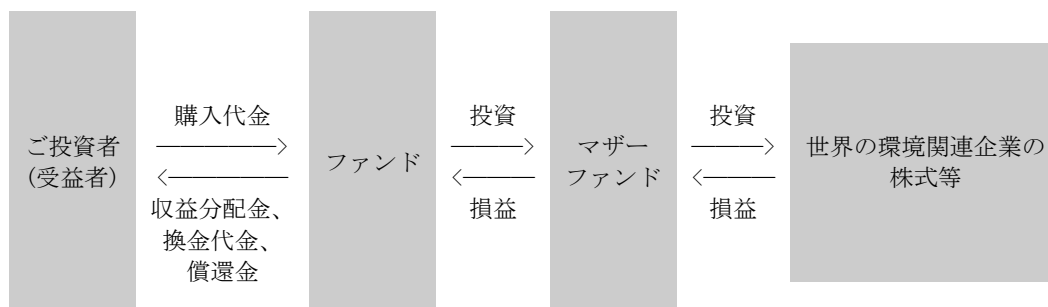 ご投資者
(受益者)
購入代金
収益分配金、
換金代金、
償還金
ファンド
投資
損益
マザー
ファンド
投資
損益
世界の環境関連企業の
株式等